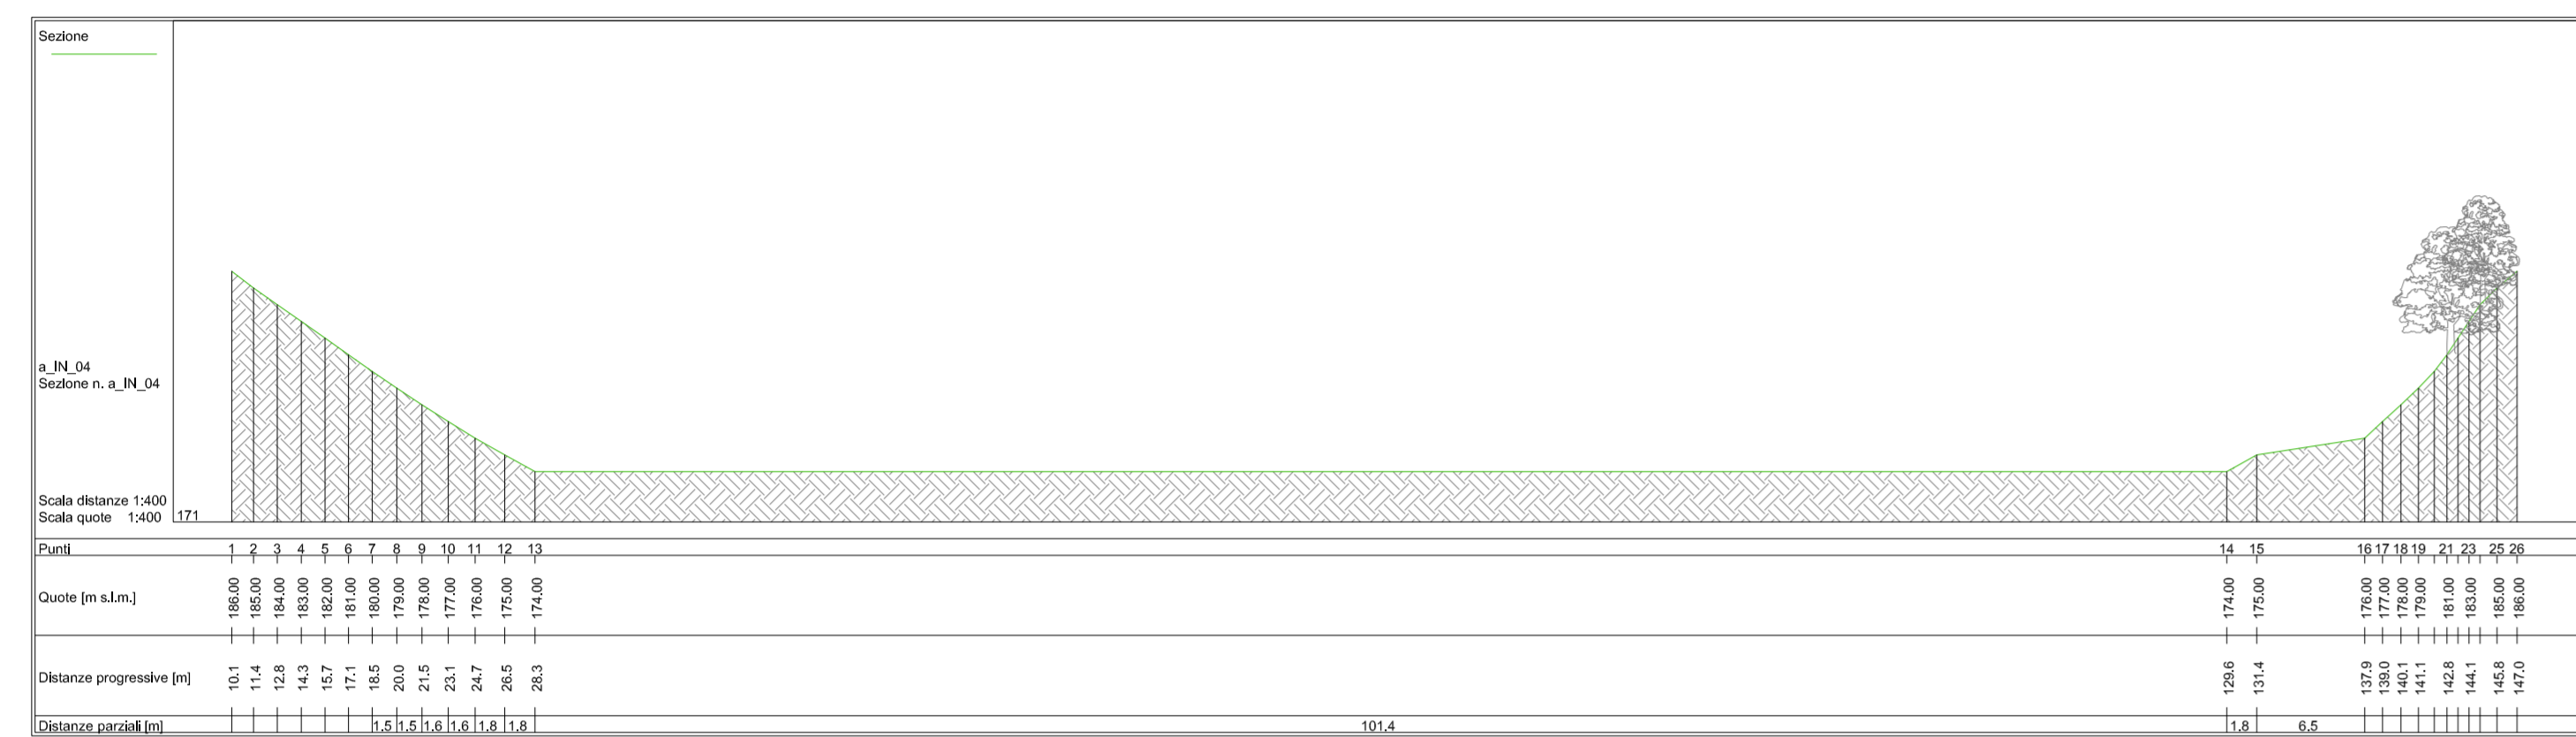 Sezione
a_IN_04
Sezione n. a_IN_04
Scala distanze 1:400
Scala quote 1:400
171
Punti 1 2 3 4 5 6 7 8 9 10 11 12 13 14 15 16 17 18 19 21 23 25 26
Quote [m s.l.m.] 186.00 185.00 184.00 183.00 182.00 181.00 180.00 179.00 178.00 177.00 176.00 175.00 174.00 174.00 175.00 176.00 177.00 178.00 179.00 181.00 183.00 185.00 186.00
Distanze progressive [m] 10.1 11.4 12.8 14.3 15.7 17.1 18.5 20.0 21.5 23.1 24.7 26.5 28.3 129.6 131.4 137.9 139.0 140.1 141.1 142.8 144.1 145.8 147.0
Distanze parziali [m] 1.5 1.5 1.6 1.6 1.8 1.8 101.4 1.8 6.5